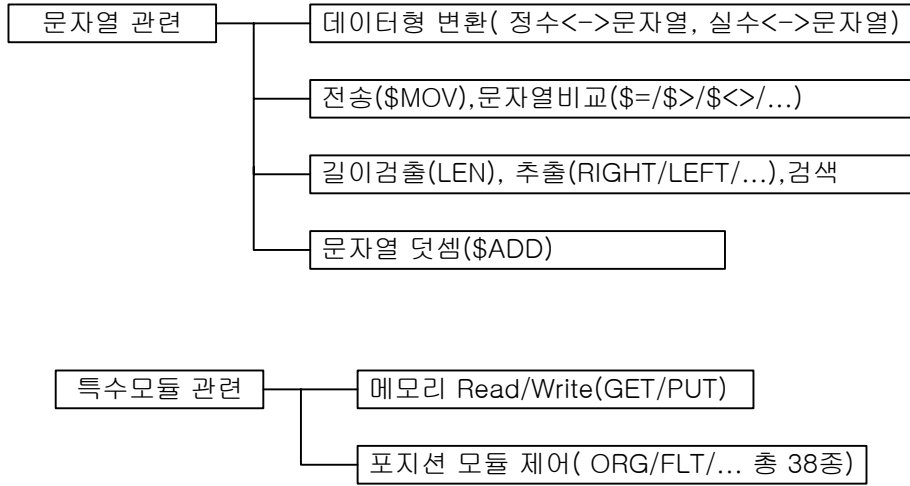 문자열 관련
데이터형 변환( 정수<->문자열, 실수<->문자열)
전송($MOV),문자열비교($=/$>/$<>/...)
길이검출(LEN), 추출(RIGHT/LEFT/...),검색
문자열 덧셈($ADD)
특수모듈 관련
메모리 Read/Write(GET/PUT)
포지션 모듈 제어( ORG/FLT/... 총 38종)